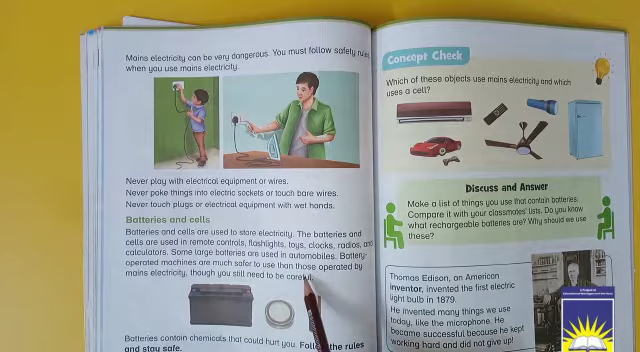 Mains electricity can be very dangerous. You must follow safety rules
when you use mains electricity.
Never play with electrical equipment or wires.
Never poke things into electric sockets or touch bare wires.
Never touch plugs or electrical equipment with wet hands.
Batteries and cells
Batteries and cells are used to store electricity. The batteries and
cells are used in remote controls, flashlights, toys, clocks, radios, and
calculators. Some large batteries are used in automobiles. Battery-
operated machines are much safer to use than those operated by
mains electricity, though you still need to be careful.
Batteries contain chemicals that could hurt you. Follow the rules
and stay safe.
Concept Check
Which of these objects use mains electricity and which
uses a cell?
Discuss and Answer
Make a list of things you use that contain batteries.
Compare it with your classmates' lists. Do you know
what rechargeable batteries are? Why should we use
these?
Thomas Edison, an American
inventor, invented the first electric
light bulb in 1879.
He invented many things we use
today, like the microphone. He
became successful because he kept
working hard and did not give up!